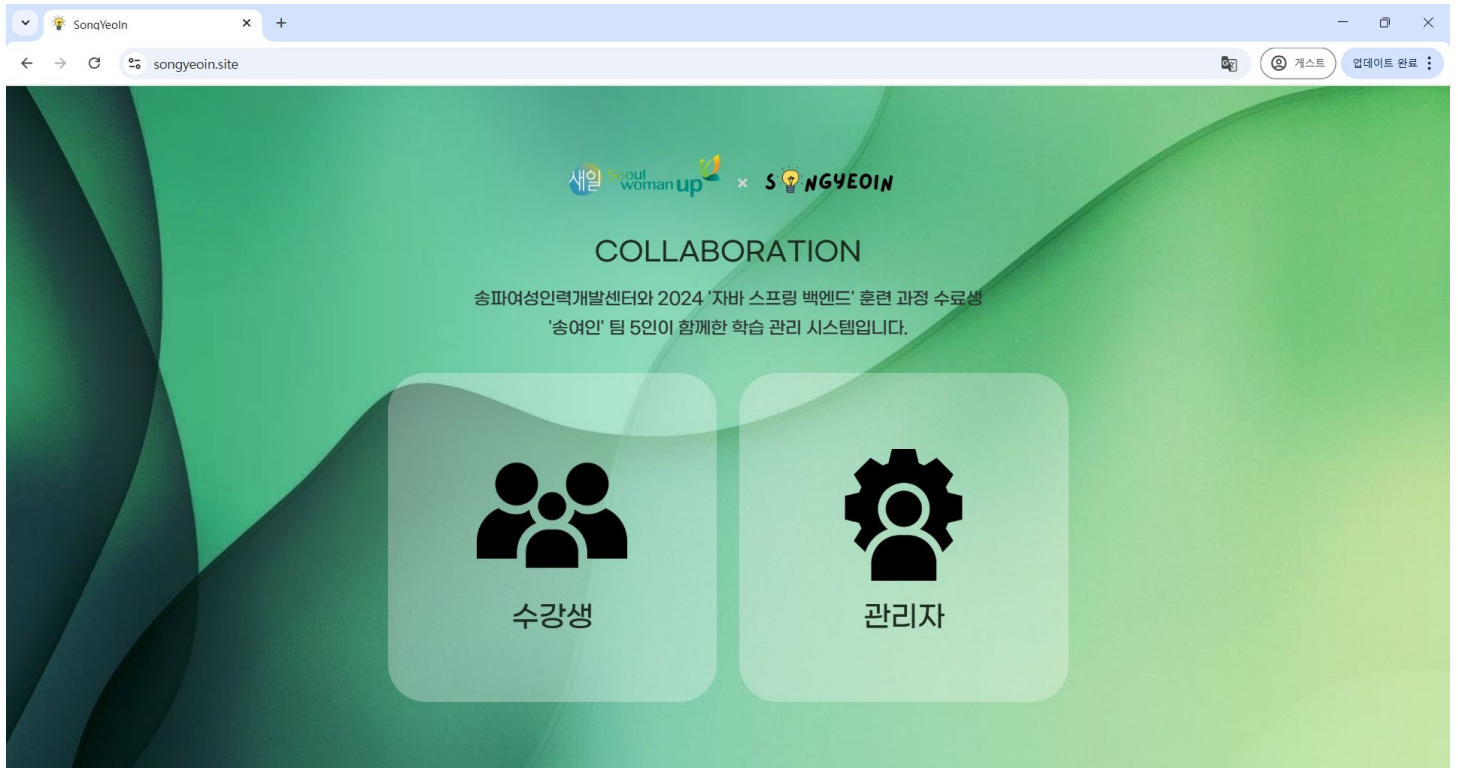 SongYeoIn
songyeoin.site
게스트
업데이트 완료
새일 Seoul woman up × SONGYEOIN
COLLABORATION
송파여성인력개발센터와 2024 '자바 스프링 백엔드' 훈련 과정 수료생
'송여인' 팀 5인이 함께한 학습 관리 시스템입니다.
수강생
관리자